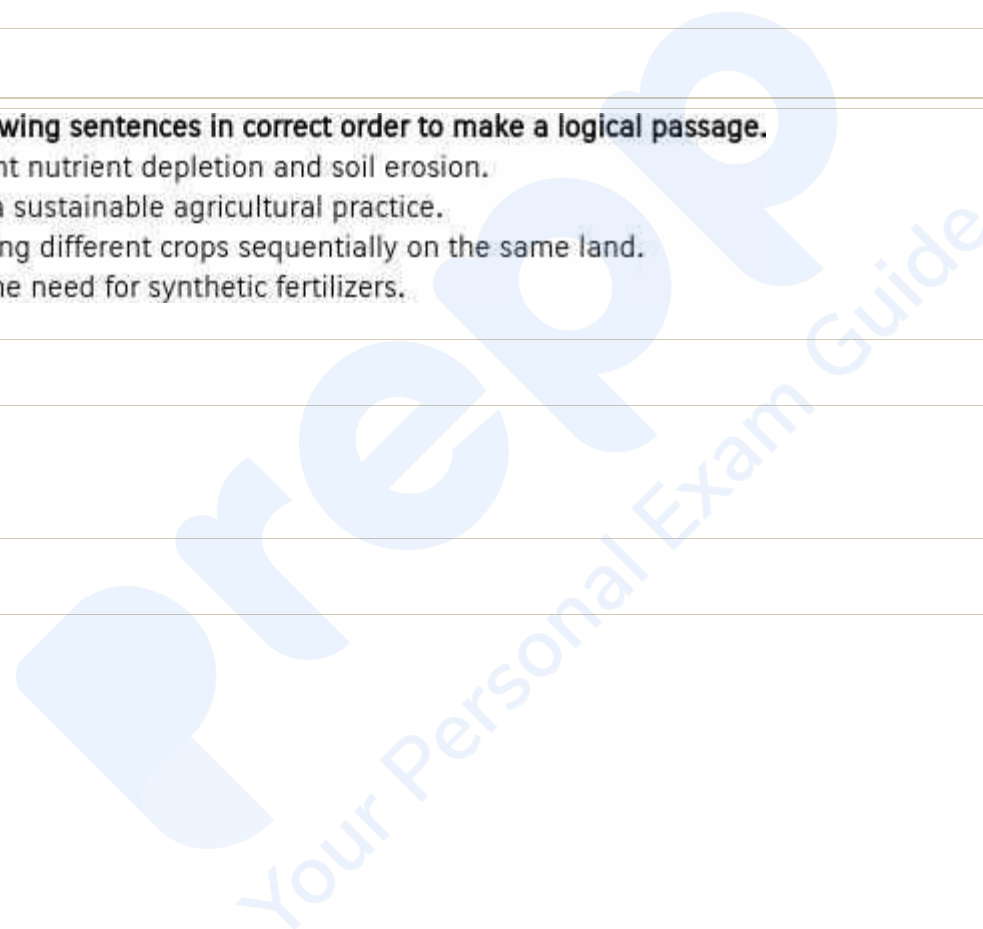 wing sentences in correct order to make a logical passage.
nt nutrient depletion and soil erosion.
sustainable agricultural practice.
ng different crops sequentially on the same land.
e need for synthetic fertilizers.
prepp
Your Personal Exam Guide